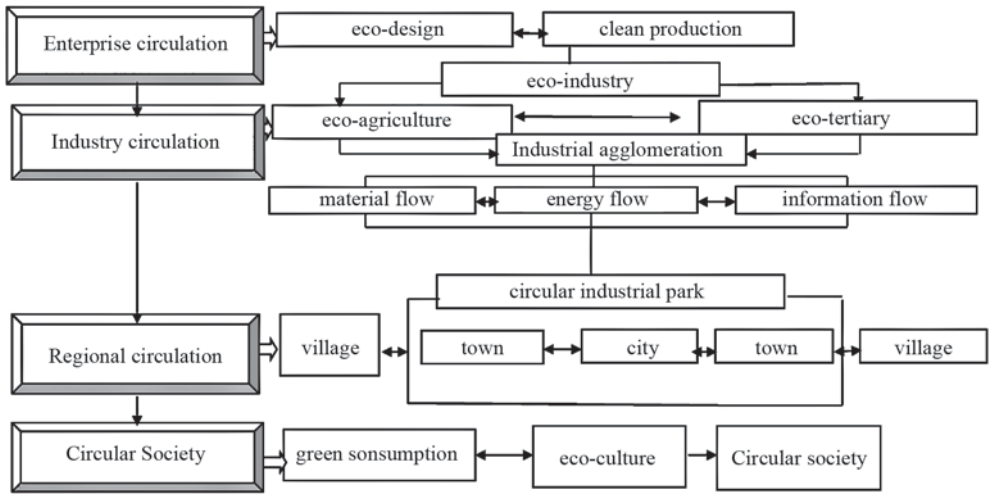 Enterprise circulation
eco-design
clean production
eco-industry
Industry circulation
eco-agriculture
eco-tertiary
Industrial agglomeration
material flow
energy flow
information flow
circular industrial park
Regional circulation
village
town
city
town
village
Circular Society
green sonsumption
eco-culture
Circular society